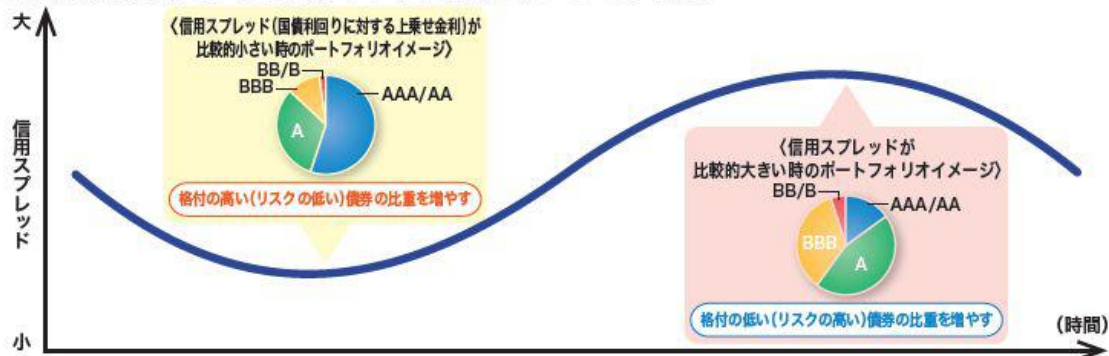 大
〈信用スプレッド(国債利回りに対する上乗せ金利)が
比較的小さい時のポートフォリオイメージ〉
BB/B
BBB
AAA/AA
A
格付の高い(リスクの低い)債券の比重を増やす
信用スプレッド
〈信用スプレッドが
比較的大きい時のポートフォリオイメージ〉
BB/B
AAA/AA
BBB
A
格付の低い(リスクの高い)債券の比重を増やす
小
(時間)